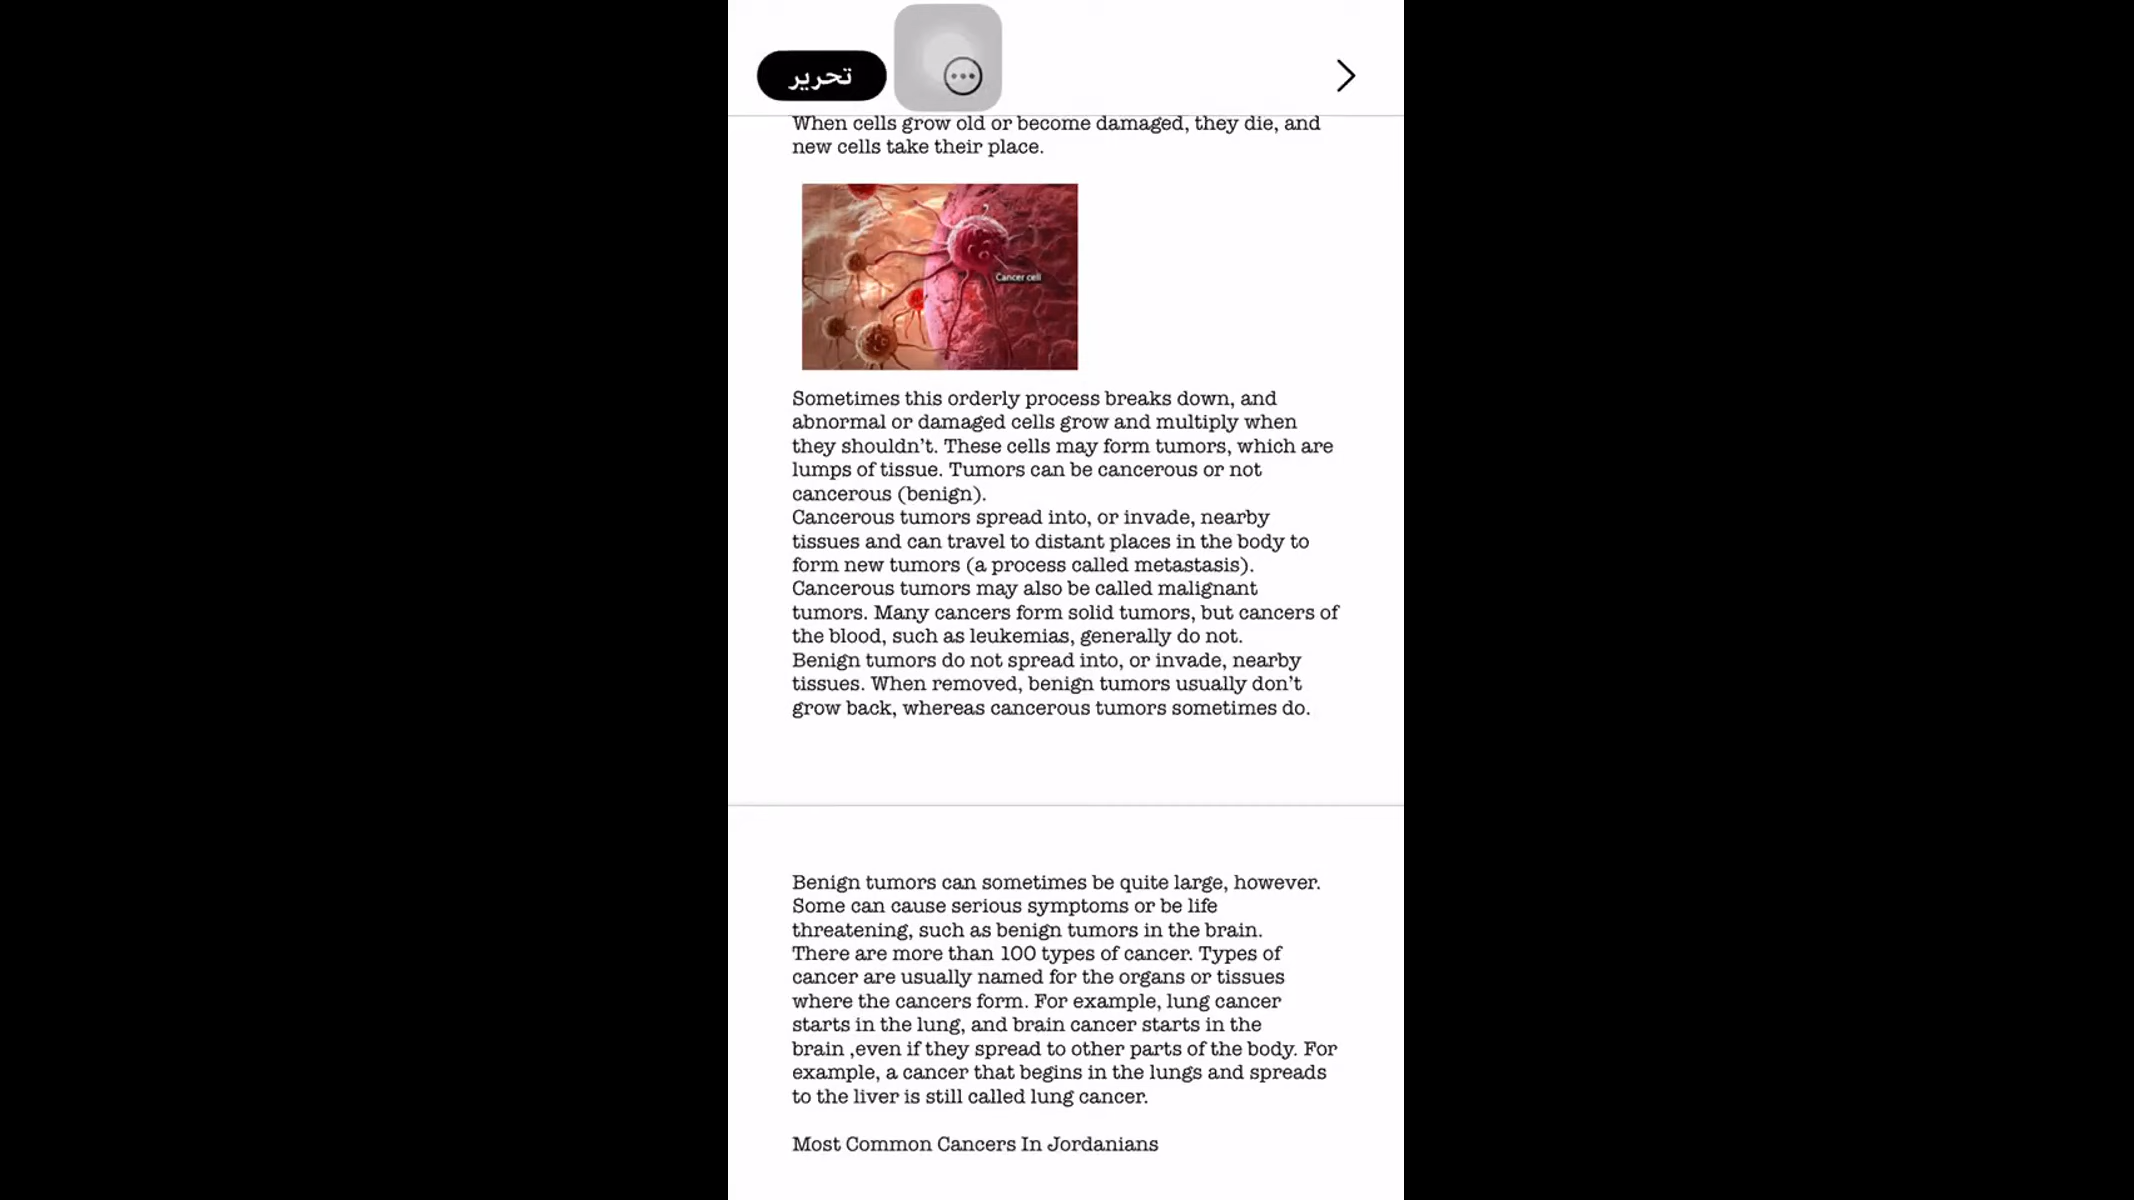 تحرير
When cells grow old or become damaged, they die, and
new cells take their place.
Cancer cell
Sometimes this orderly process breaks down, and
abnormal or damaged cells grow and multiply when
they shouldn’t. These cells may form tumors, which are
lumps of tissue. Tumors can be cancerous or not
cancerous (benign).
Cancerous tumors spread into, or invade, nearby
tissues and can travel to distant places in the body to
form new tumors (a process called metastasis).
Cancerous tumors may also be called malignant
tumors. Many cancers form solid tumors, but cancers of
the blood, such as leukemias, generally do not.
Benign tumors do not spread into, or invade, nearby
tissues. When removed, benign tumors usually don’t
grow back, whereas cancerous tumors sometimes do.
Benign tumors can sometimes be quite large, however.
Some can cause serious symptoms or be life
threatening, such as benign tumors in the brain.
There are more than 100 types of cancer. Types of
cancer are usually named for the organs or tissues
where the cancers form. For example, lung cancer
starts in the lung, and brain cancer starts in the
brain ,even if they spread to other parts of the body. For
example, a cancer that begins in the lungs and spreads
to the liver is still called lung cancer.
Most Common Cancers In Jordanians